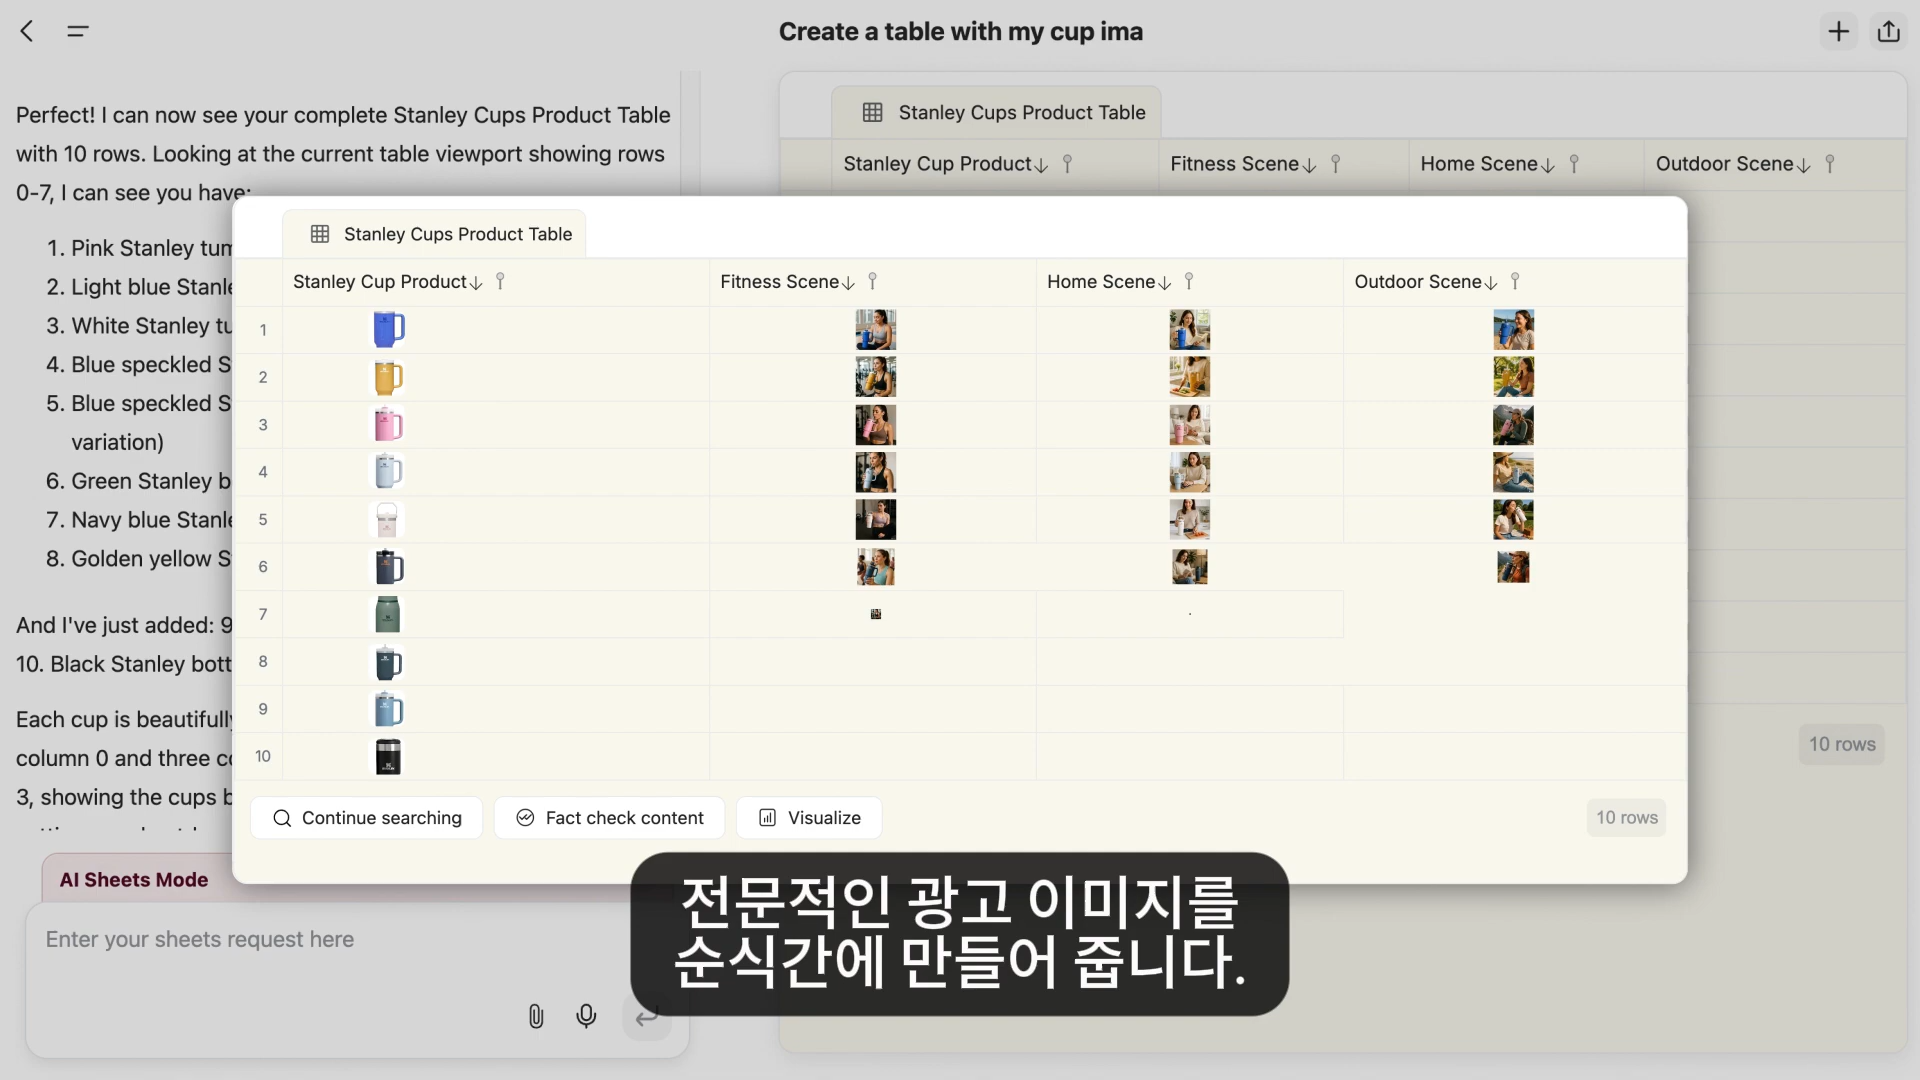 Create a table with my cup ima
Perfect! I can now see your complete Stanley Cups Product Table
with 10 rows. Looking at the current table viewport showing rows
0-7, I can see you have:
1. Pink Stanley tum
2. Light blue Stanle
3. White Stanley tu
4. Blue speckled S
5. Blue speckled S
variation)
6. Green Stanley b
7. Navy blue Stanle
8. Golden yellow S
And I've just added: 9
10. Black Stanley bott
Each cup is beautifully
column 0 and three co
3, showing the cups b
AI Sheets Mode
Enter your sheets request here
Stanley Cups Product Table
Stanley Cup Product Fitness Scene Home Scene Outdoor Scene
10 rows
Stanley Cups Product Table
Stanley Cup Product Fitness Scene Home Scene Outdoor Scene
1
2
3
4
5
6
7
8
9
10
Continue searching Fact check content Visualize 10 rows
전문적인 광고 이미지를
순식간에 만들어 줍니다.